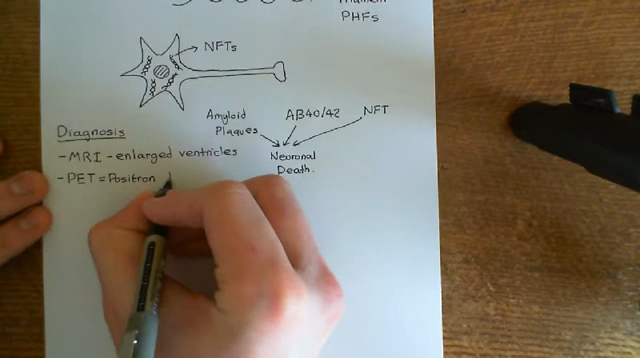 PHFs
NFTs
Amyloid Plaques
AB40/42
NFT
Neuronal Death.
Diagnosis
- MRI - enlarged ventricles
- PET = Positron